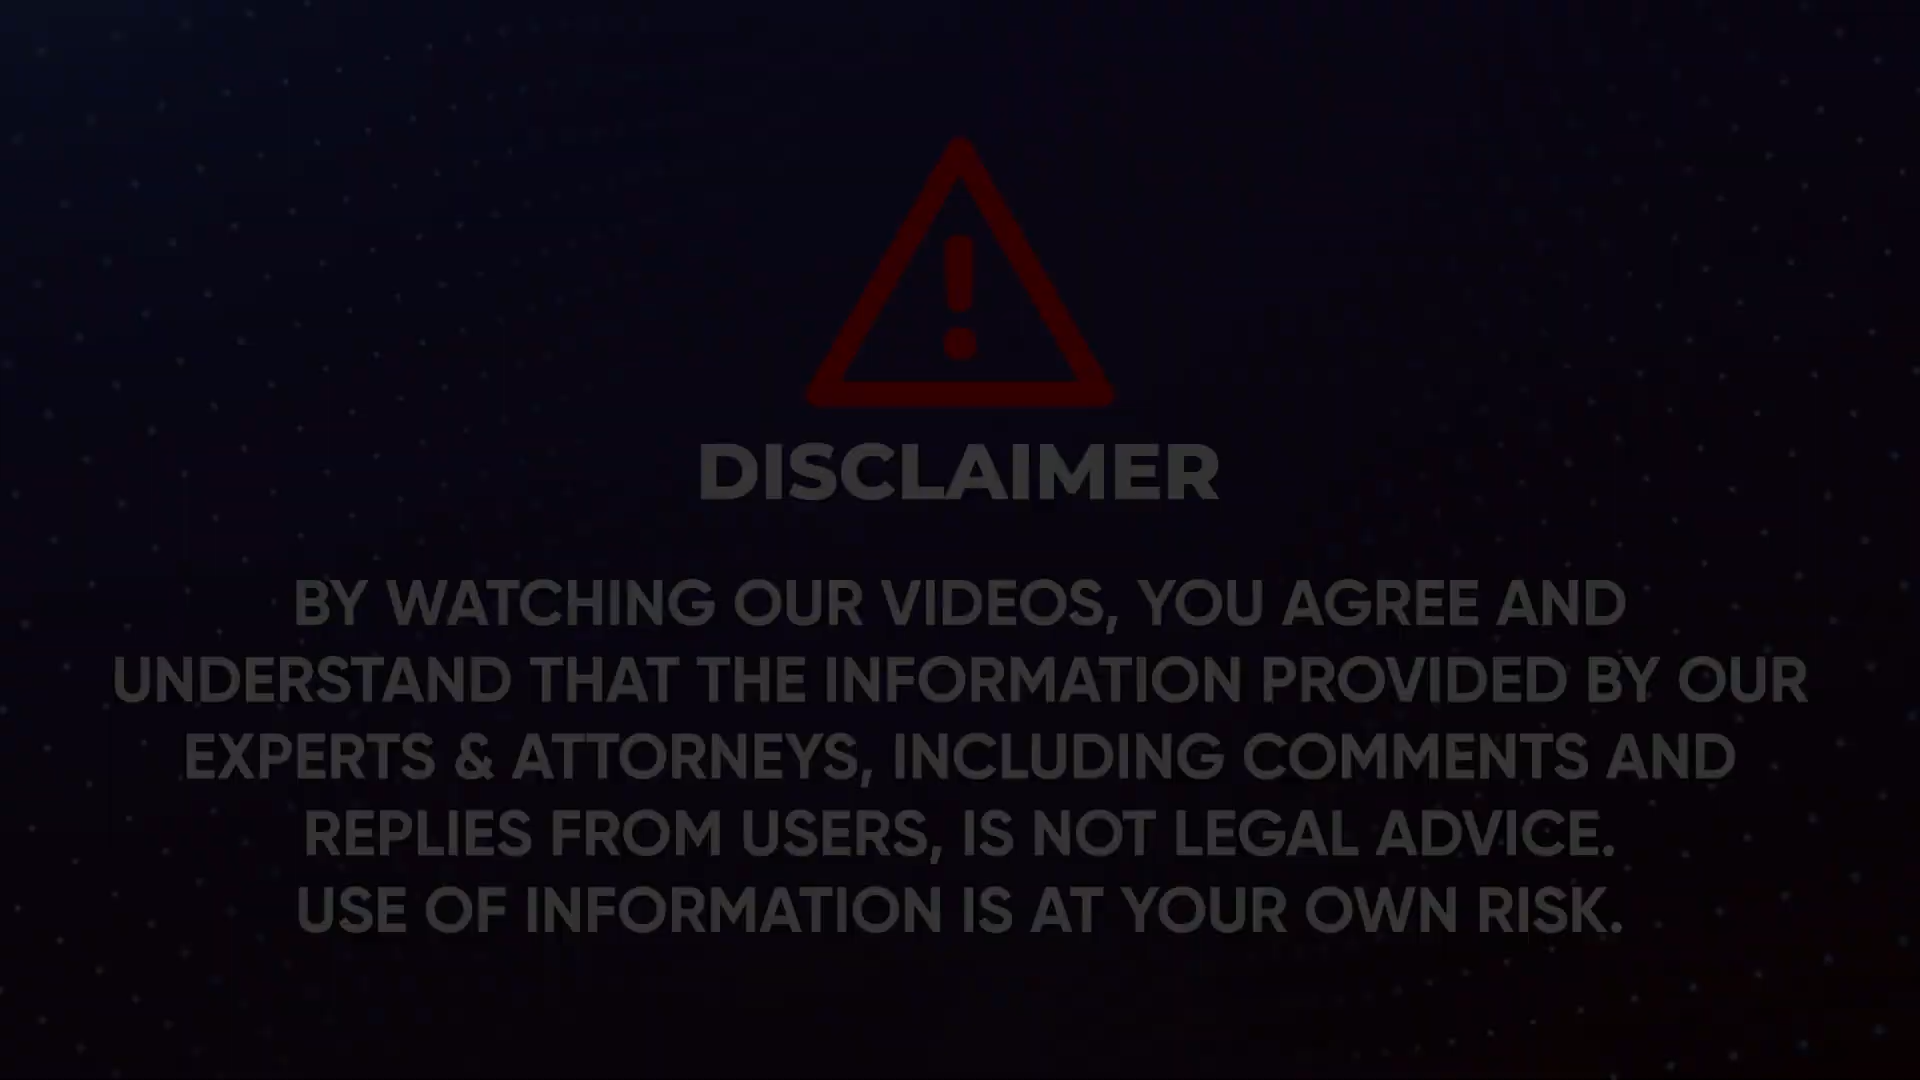 DISCLAIMER
BY WATCHING OUR VIDEOS, YOU AGREE AND
UNDERSTAND THAT THE INFORMATION PROVIDED BY OUR
EXPERTS & ATTORNEYS, INCLUDING COMMENTS AND
REPLIES FROM USERS, IS NOT LEGAL ADVICE.
USE OF INFORMATION IS AT YOUR OWN RISK.